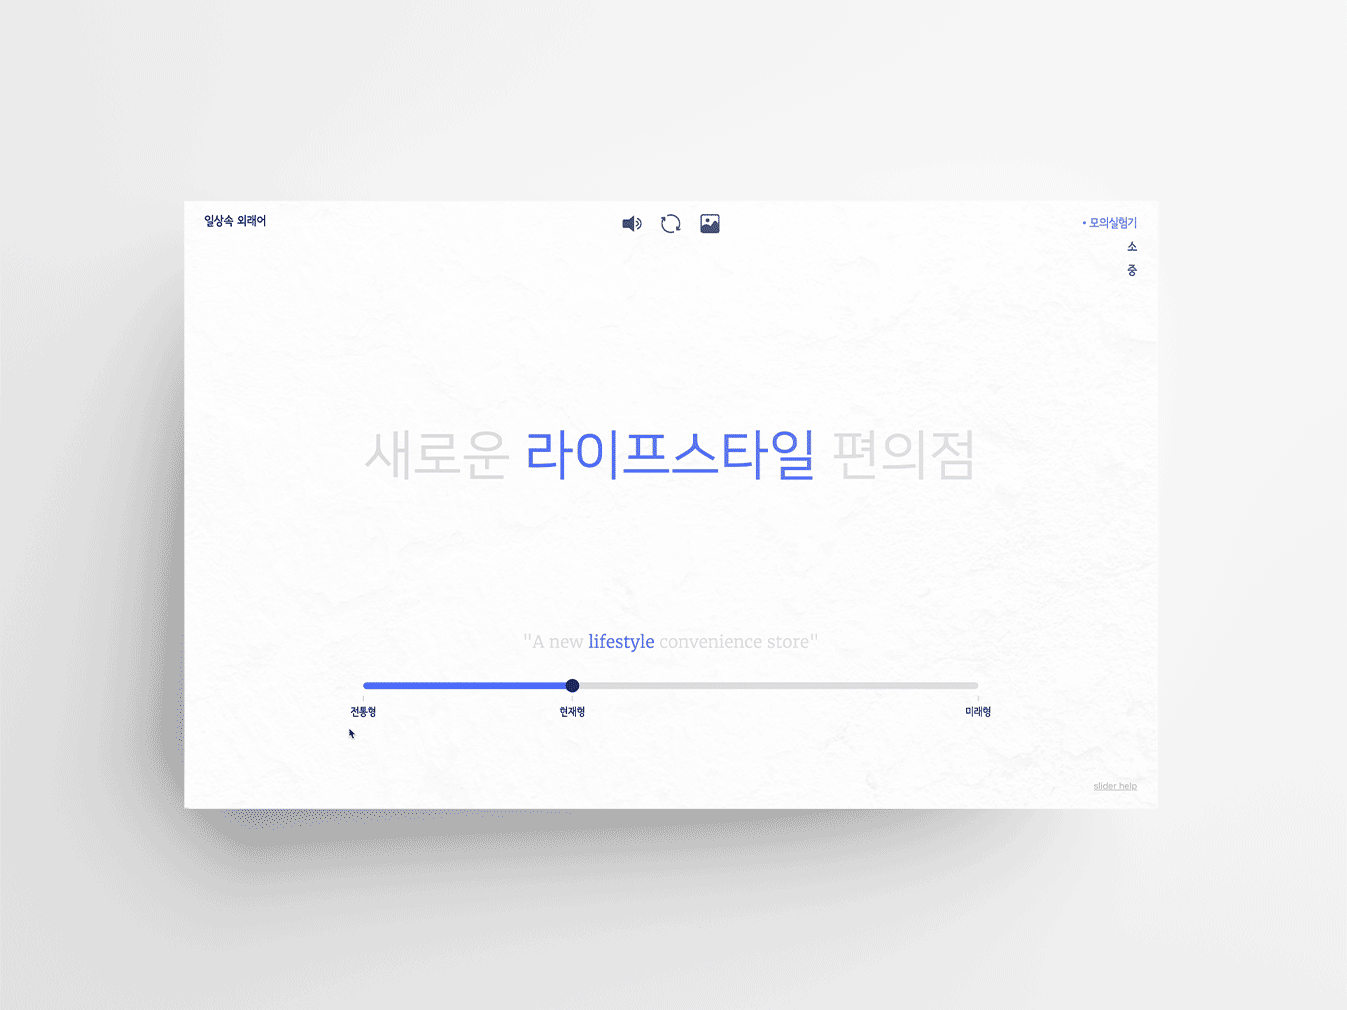 일상속 외래어
• 모의실험기
소
중
새로운 라이프스타일 편의점
"A new lifestyle convenience store"
전통형
현재형
미래형
slider help